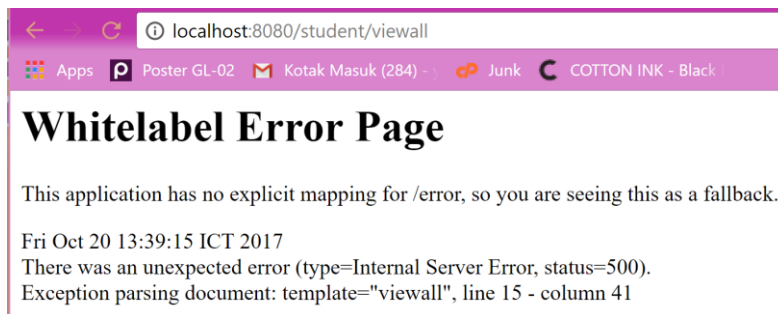 localhost:8080/student/viewall
Apps Poster GL-02 Kotak Masuk (284) - Junk COTTON INK - Black
Whitelabel Error Page
This application has no explicit mapping for /error, so you are seeing this as a fallback.
Fri Oct 20 13:39:15 ICT 2017
There was an unexpected error (type=Internal Server Error, status=500).
Exception parsing document: template="viewall", line 15 - column 41